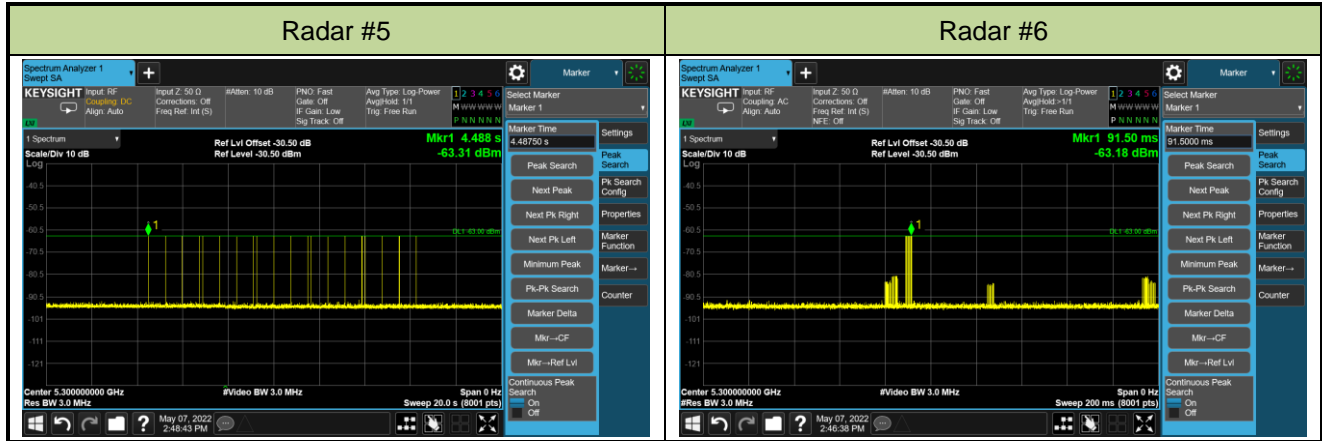 Radar #5
Spectrum Analyzer 1
Swept SA
Marker
KEYSIGHT
Input: RF
Coupling: DC
Align: Auto
Input Z: 50 Ω
Corrections: Off
Freq Ref: Int (S)
#Atten: 10 dB
PNO: Fast
Gate: Off
IF Gain: Low
Sig Track: Off
Avg Type: Log-Power
Avg|Hold: 1/1
Trig: Free Run
1 2 3 4 5 6
M W W W W W
P N N N N N
LXI
Select Marker
Marker 1
1 Spectrum
Scale/Div 10 dB
Log
Ref Lvl Offset -30.50 dB
Ref Level -30.50 dBm
Mkr1 4.488 s
-63.31 dBm
Marker Time
4.48750 s
Settings
Peak Search
Peak
Search
Next Peak
Pk Search
Config
Next Pk Right
Properties
Next Pk Left
Marker
Function
Minimum Peak
Marker→
Pk-Pk Search
Counter
Marker Delta
Mkr→CF
Mkr→Ref Lvl
Continuous Peak
Search
On
Off
-40.5
-50.5
-60.5
-70.5
-80.5
-90.5
-101
-111
-121
1
DL1 -63.00 dBm
Center 5.300000000 GHz
Res BW 3.0 MHz
#Video BW 3.0 MHz
Span 0 Hz
Sweep 20.0 s (8001 pts)
May 07, 2022
2:48:43 PM
Radar #6
Spectrum Analyzer 1
Swept SA
Marker
KEYSIGHT
Input: RF
Coupling: AC
Align: Auto
Input Z: 50 Ω
Corrections: Off
Freq Ref: Int (S)
NFE: Off
#Atten: 10 dB
PNO: Fast
Gate: Off
IF Gain: Low
Sig Track: Off
Avg Type: Log-Power
Avg|Hold:>1/1
Trig: Free Run
1 2 3 4 5 6
M W W W W W
P N N N N N
LXI
Select Marker
Marker 1
1 Spectrum
Scale/Div 10 dB
Log
Ref Lvl Offset -30.50 dB
Ref Level -30.50 dBm
Mkr1 91.50 ms
-63.18 dBm
Marker Time
91.5000 ms
Settings
Peak Search
Peak
Search
Next Peak
Pk Search
Config
Next Pk Right
Properties
Next Pk Left
Marker
Function
Minimum Peak
Marker→
Pk-Pk Search
Counter
Marker Delta
Mkr→CF
Mkr→Ref Lvl
Continuous Peak
Search
On
Off
-40.5
-50.5
-60.5
-70.5
-80.5
-90.5
-101
-111
-121
1
DL1 -63.00 dBm
Center 5.300000000 GHz
#Res BW 3.0 MHz
#Video BW 3.0 MHz
Span 0 Hz
Sweep 200 ms (8001 pts)
May 07, 2022
2:46:38 PM